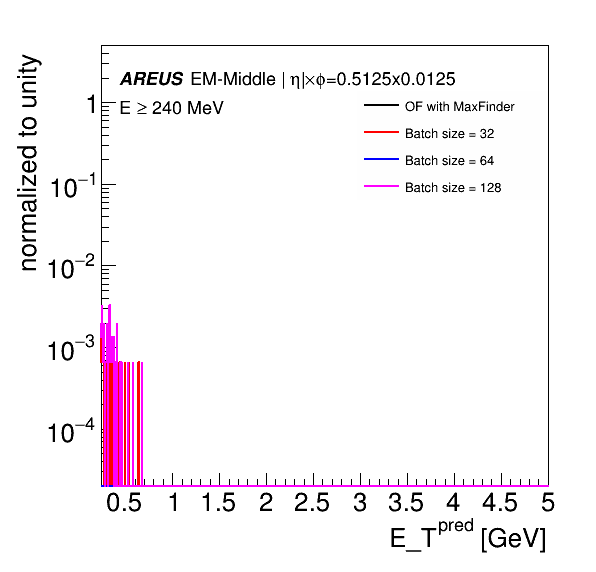 AREUS EM-Middle | η|×ϕ=0.5125x0.0125
E ≥ 240 MeV
OF with MaxFinder
Batch size = 32
Batch size = 64
Batch size = 128
normalized to unity
1
10⁻¹
10⁻²
10⁻³
10⁻⁴
0.5 1 1.5 2 2.5 3 3.5 4 4.5 5
E_T^pred [GeV]